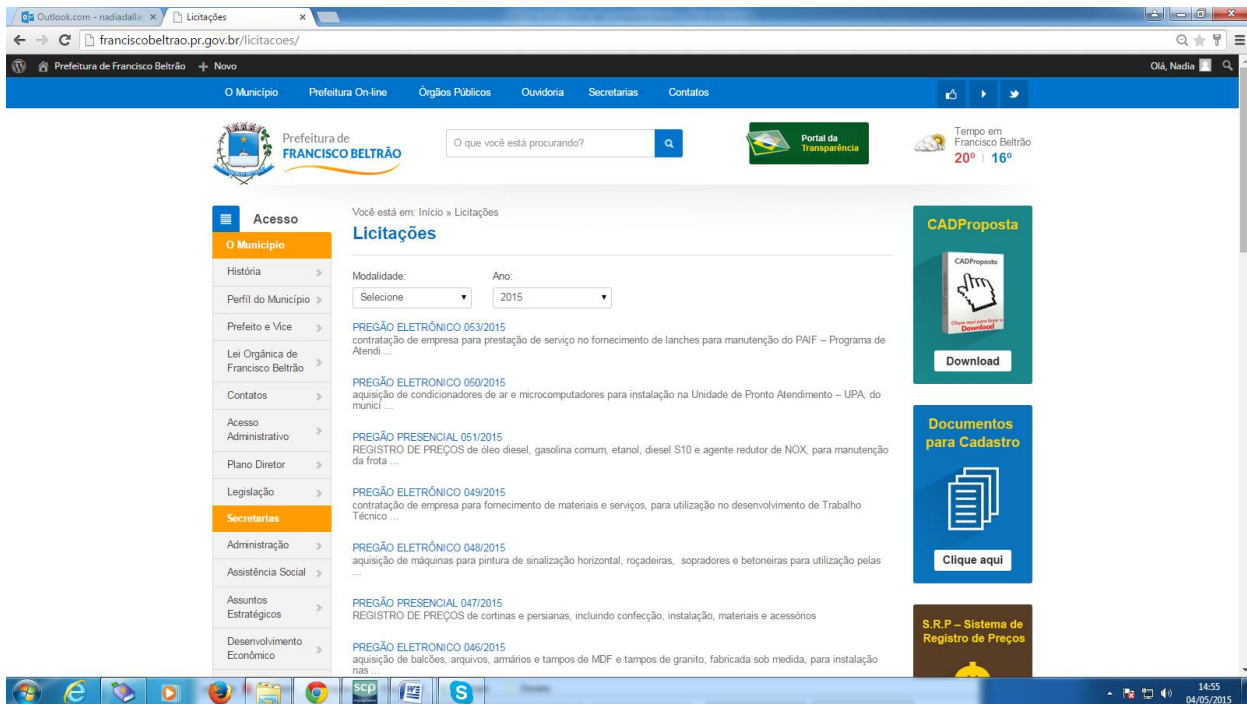 Outlook.com - nadiadalla
Licitações
franciscobeltrao.pr.gov.br/licitacoes/
Prefeitura de Francisco Beltrão + Novo
Olá, Nadia
O Município Prefeitura On-line Órgãos Públicos Ouvidoria Secretarias Contatos
Prefeitura de
FRANCISCO BELTRÃO
O que você está procurando?
Portal da
Transparência
Tempo em
Francisco Beltrão
20º | 16º
Acesso
O Município
História
Perfíl do Município
Prefeito e Vice
Lei Orgânica de
Francisco Beltrão
Contatos
Acesso
Administrativo
Plano Diretor
Legislação
Secretarias
Administração
Assistência Social
Assuntos
Estratégicos
Desenvolvimento
Econômico
Você está em: Início » Licitações
Licitações
Modalidade: Ano:
Selecione 2015
PREGÃO ELETRÔNICO 053/2015
contratação de empresa para prestação de serviço no fornecimento de lanches para manutenção do PAIF – Programa de
Atendi ...
PREGÃO ELETRONICO 050/2015
aquisição de condicionadores de ar e microcomputadores para instalação na Unidade de Pronto Atendimento – UPA, do
municí ...
PREGÃO PRESENCIAL 051/2015
REGISTRO DE PREÇOS de óleo diesel, gasolina comum, etanol, diesel S10 e agente redutor de NOX, para manutenção
da frota ...
PREGÃO ELETRÔNICO 049/2015
contratação de empresa para fornecimento de materiais e serviços, para utilização no desenvolvimento de Trabalho
Técnico ...
PREGÃO ELETRÔNICO 048/2015
aquisição de máquinas para pintura de sinalização horizontal, roçadeiras, sopradores e betoneiras para utilização pelas
...
PREGÃO PRESENCIAL 047/2015
REGISTRO DE PREÇOS de cortinas e persianas, incluindo confecção, instalação, materiais e acessórios
PREGÃO ELETRONICO 046/2015
aquisição de balcões, arquivos, armários e tampos de MDF e tampos de granito, fabricada sob medida, para instalação
nas ...
CADProposta
CADProposta
Clique aqui para fazer o
Download
Download
Documentos
para Cadastro
Clique aqui
S.R.P – Sistema de
Registro de Preços
scp
14:55
04/05/2015